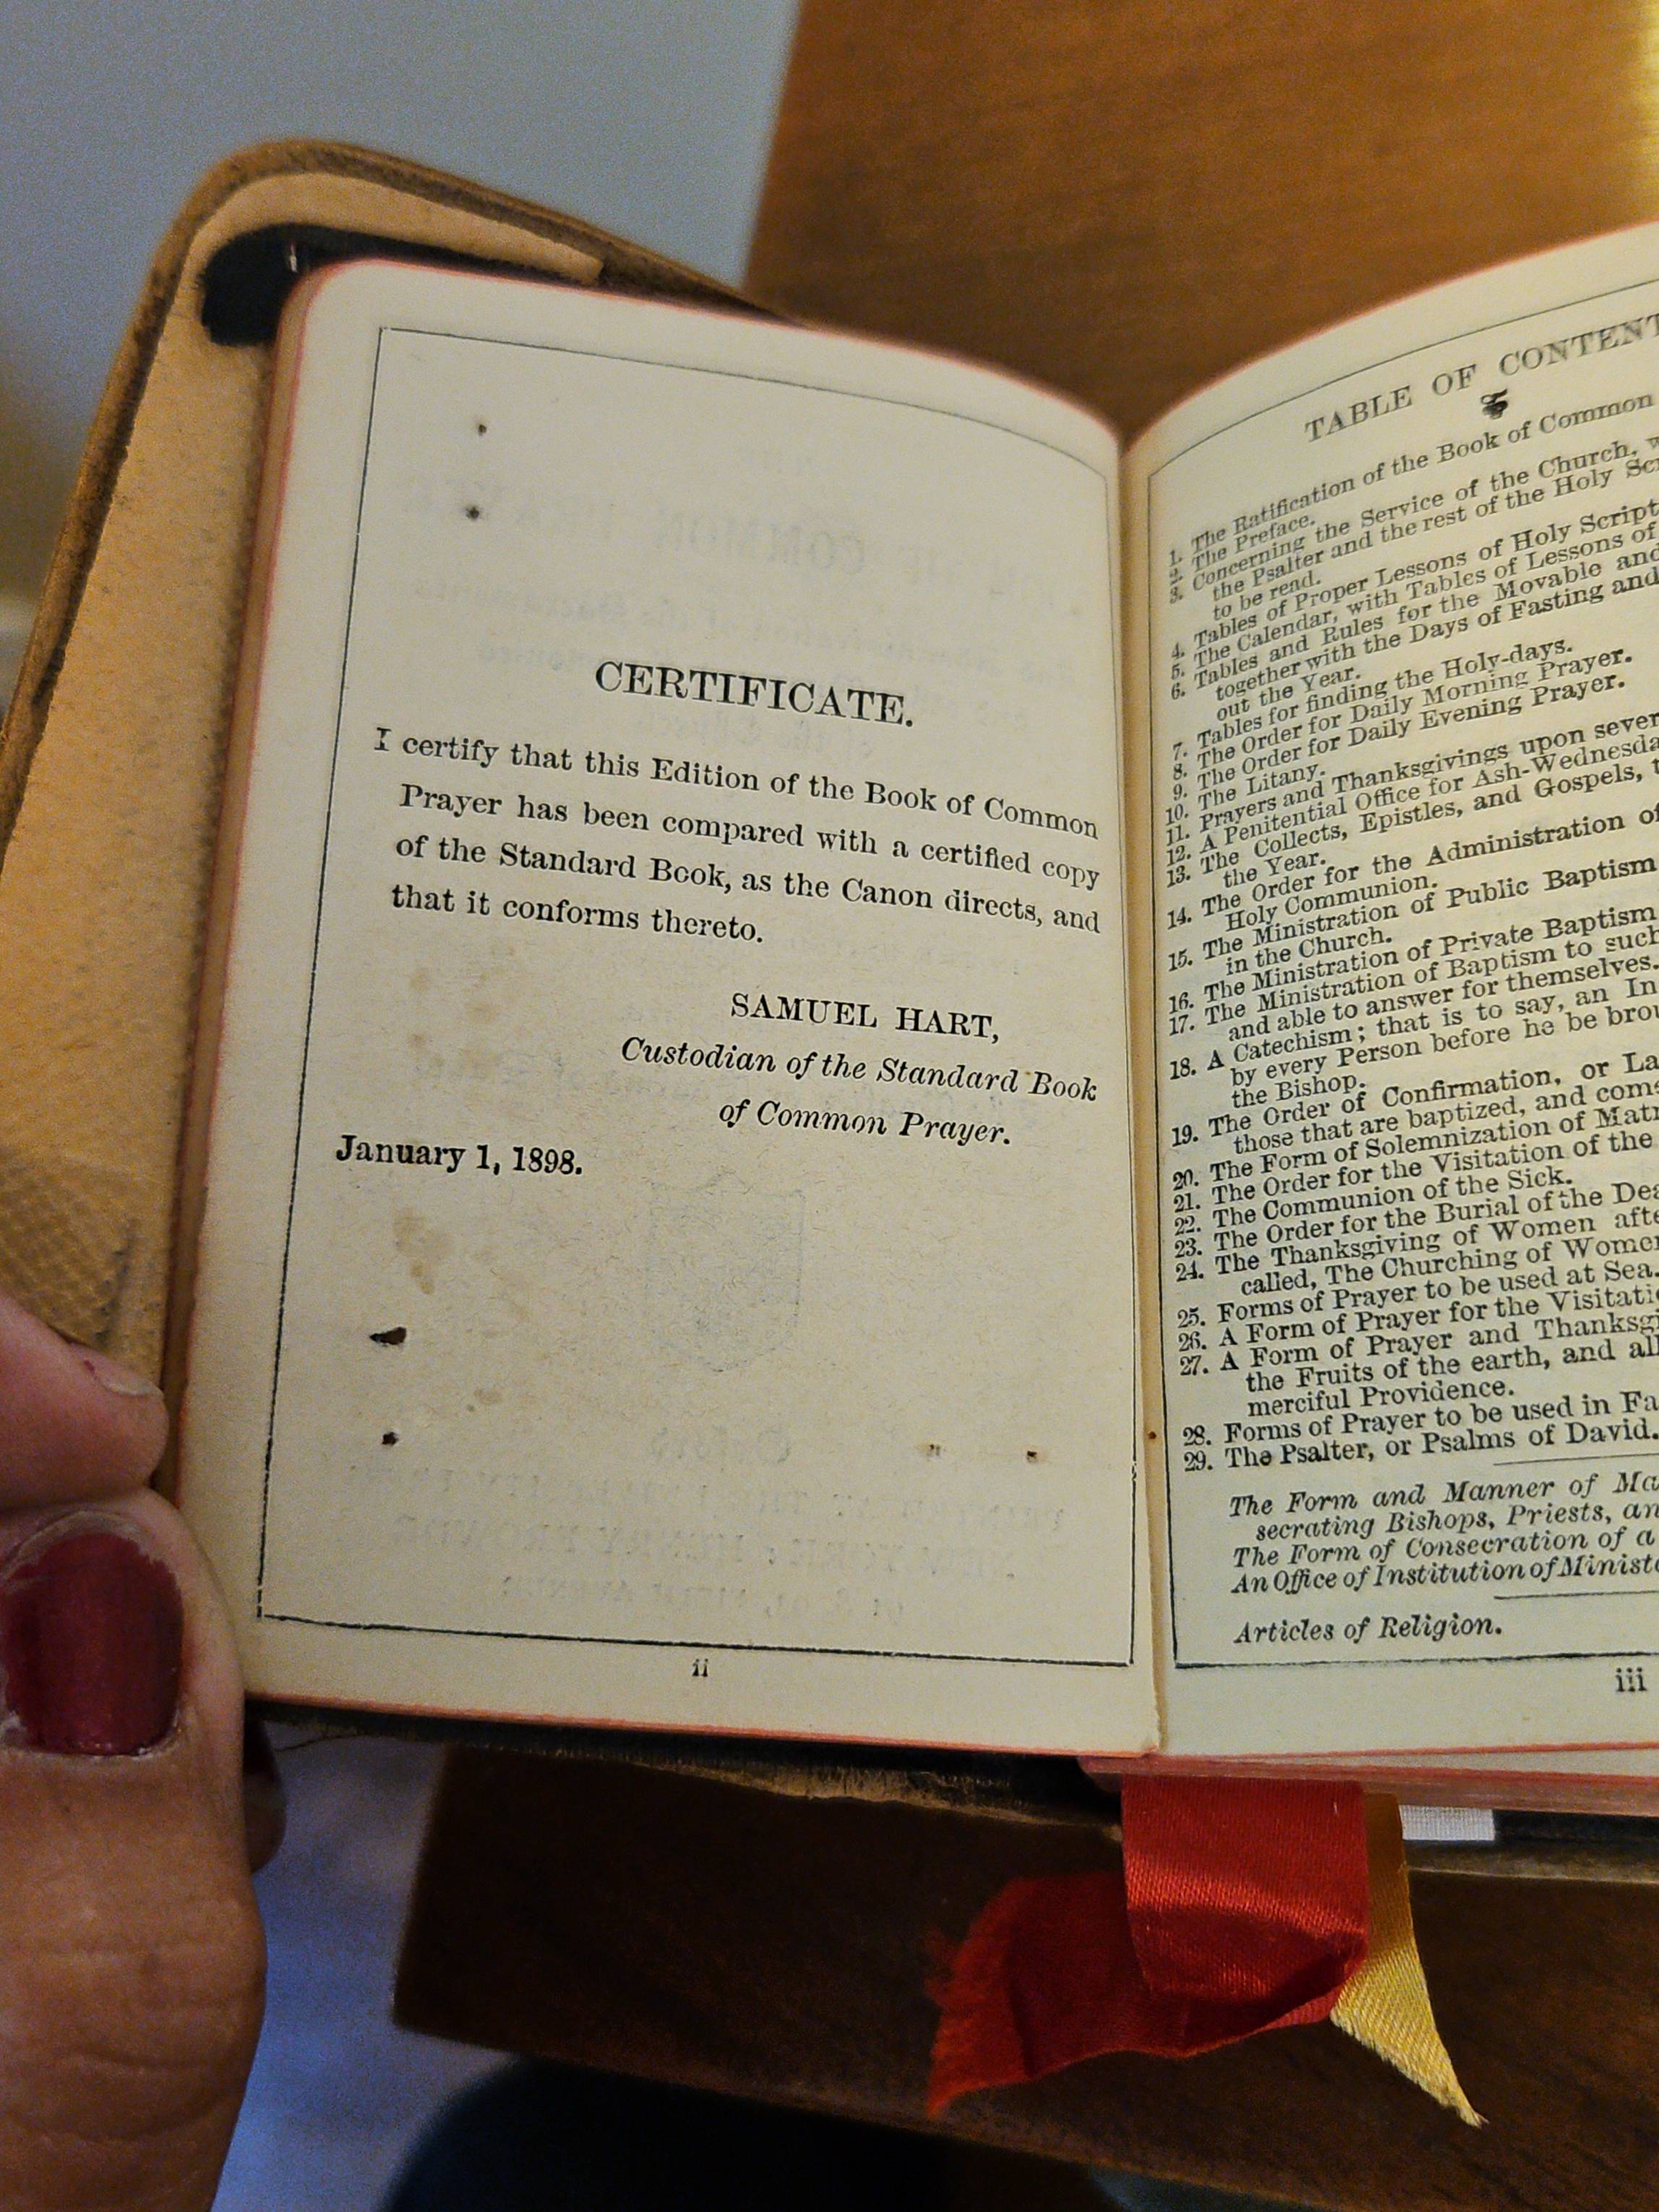 CERTIFICATE.
I certify that this Edition of the Book of Common
Prayer has been compared with a certified copy
of the Standard Book, as the Canon directs, and
that it conforms thereto.
SAMUEL HART,
Custodian of the Standard Book
of Common Prayer.
January 1, 1898.
ii
TABLE OF
1. The Ratification of the Book of Common
2. The Preface.
3. Concerning the Service of the Church,
the Psalter and the rest of the Holy
to be read.
4. Tables of Proper Lessons of Holy
5. The Calendar, with Tables of Lessons of
6. Tables and Rules for the Movable and
together with the Days of Fasting and
out the Year.
7. Tables for finding the Holy-days.
8. The Order for Daily Morning Prayer.
9. The Order for Daily Evening Prayer.
10. The Litany.
11. Prayers and Thanksgivings upon
12. A Penitential Office for
13. The Collects, Epistles, and Gospels,
the Year.
14. The Order for the Administration of
Holy Communion.
15. The Ministration of Public Baptism
in the Church.
16. The Ministration of Private Baptism
17. The Ministration of Baptism to such
and able to answer for themselves.
18. A Catechism; that is to say, an
by every Person before he be
the Bishop.
19. The Order of Confirmation, or
those that are baptized, and
20. The Form of Solemnization of
21. The Order for the Visitation of the
22. The Communion of the Sick.
23. The Order for the Burial of the
24. The Thanksgiving of Women
called, The Churching of
25. Forms of Prayer to be used at Sea.
26. A Form of Prayer for the
27. A Form of Prayer and
the Fruits of the earth, and
merciful Providence.
28. Forms of Prayer to be used in
29. The Psalter, or Psalms of David.
The Form and Manner of
secrating Bishops, Priests,
The Form of Consecration of a
An Office of Institution of
Articles of Religion.
iii